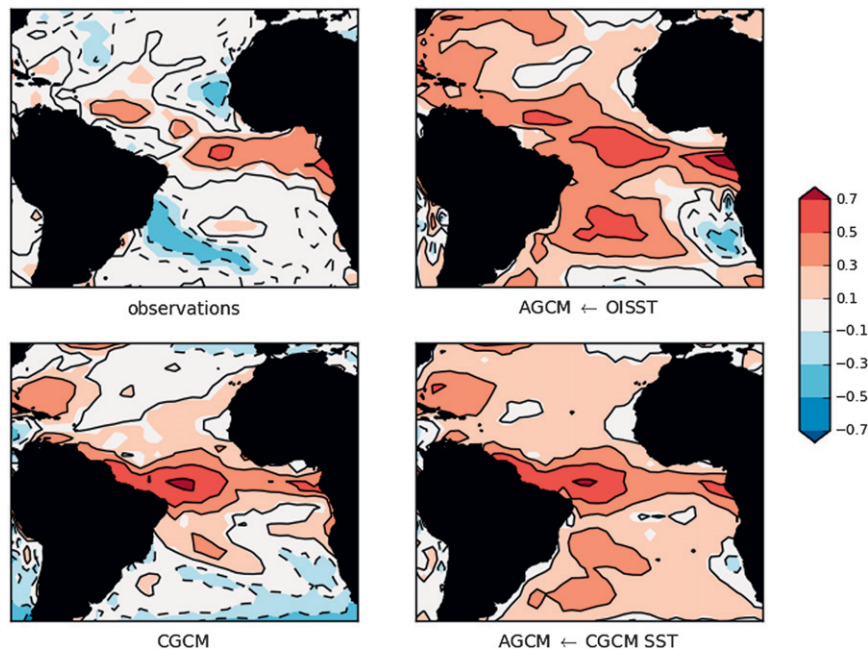 observations
AGCM ← OISST
CGCM
AGCM ← CGCM SST
0.7
0.5
0.3
0.1
−0.1
−0.3
−0.5
−0.7